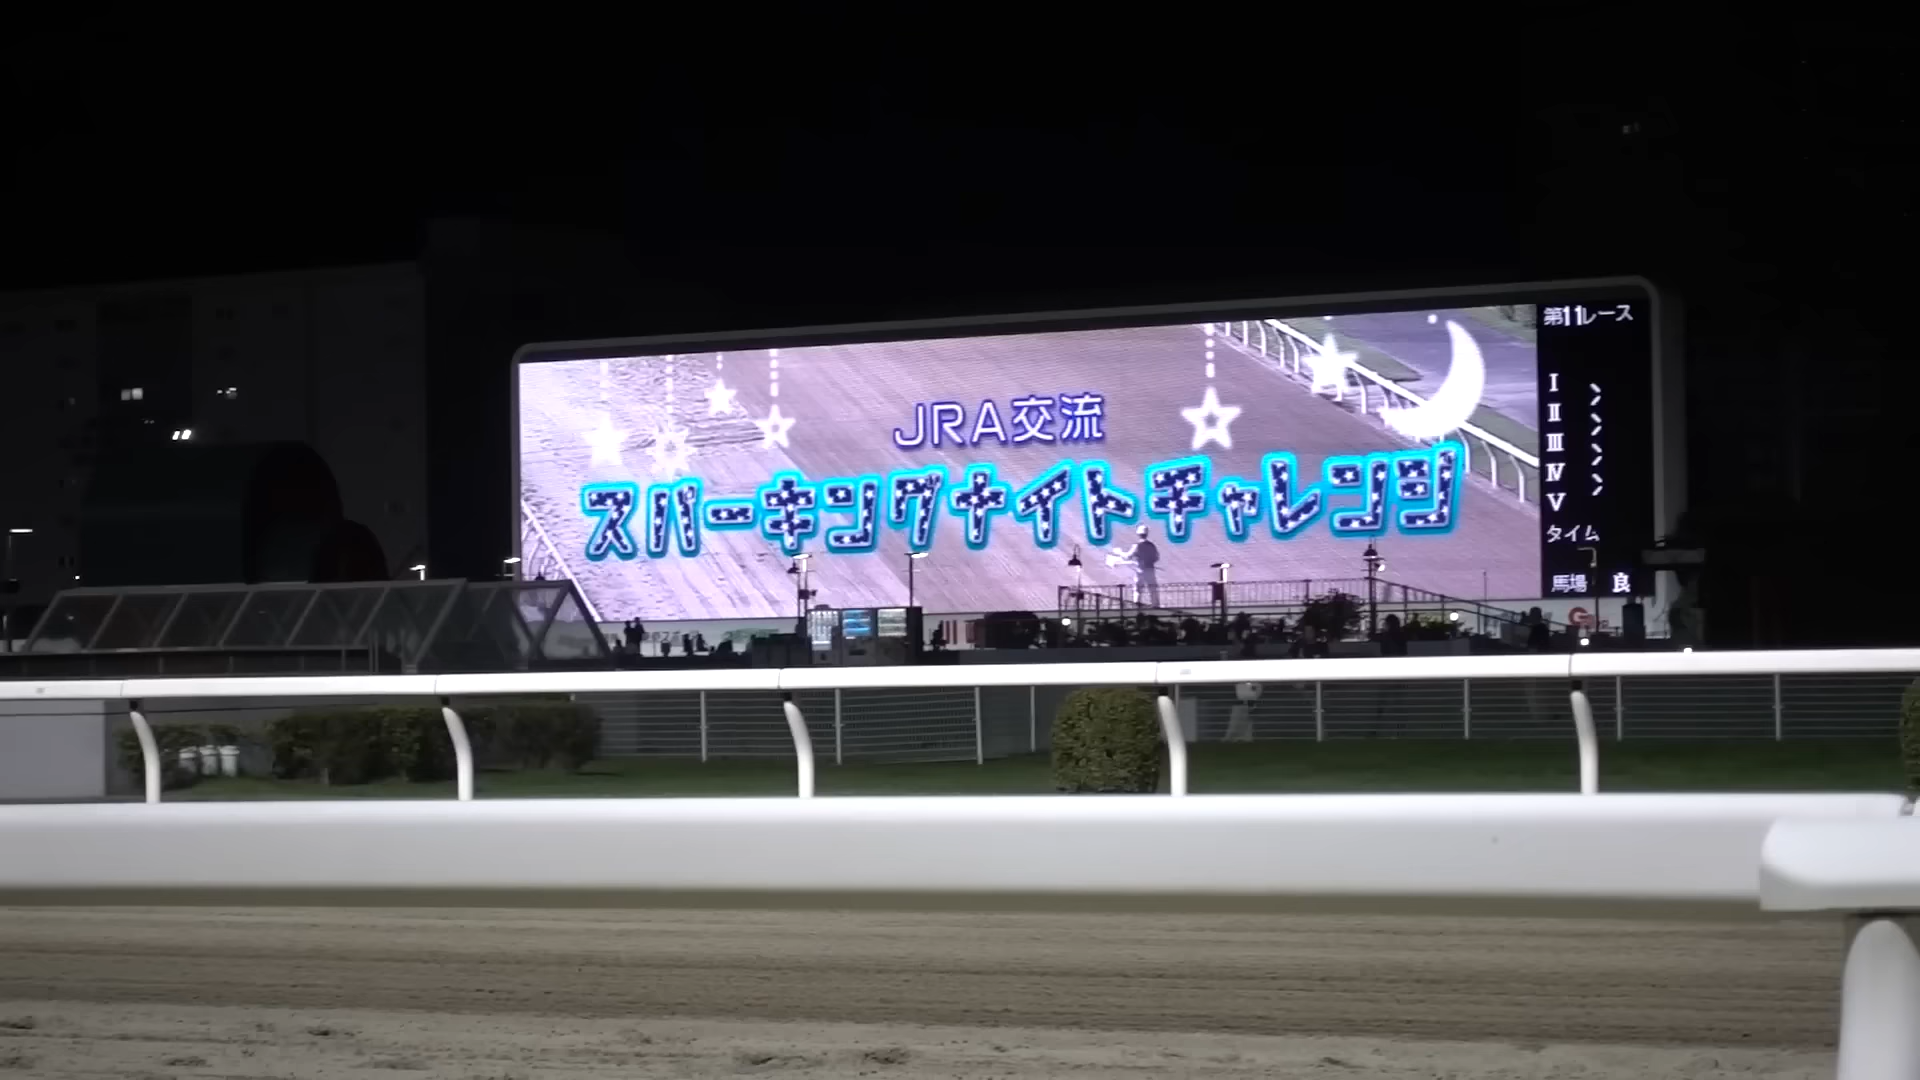 JRA交流
スパーキングナイトチャレンジ
第11レース
Ⅰ
Ⅱ
Ⅲ
Ⅳ
Ⅴ
タイム
馬場 良